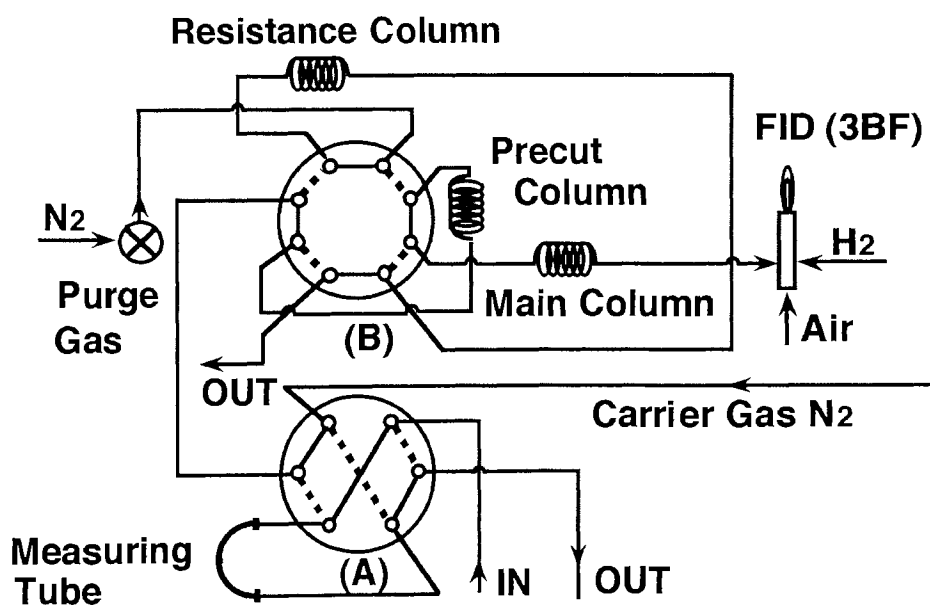 Resistance Column
FID (3BF)
Precut
Column
N2
H2
Purge
Gas
Main Column
(B)
Air
OUT
Carrier Gas N2
Measuring
Tube
(A)
IN
OUT